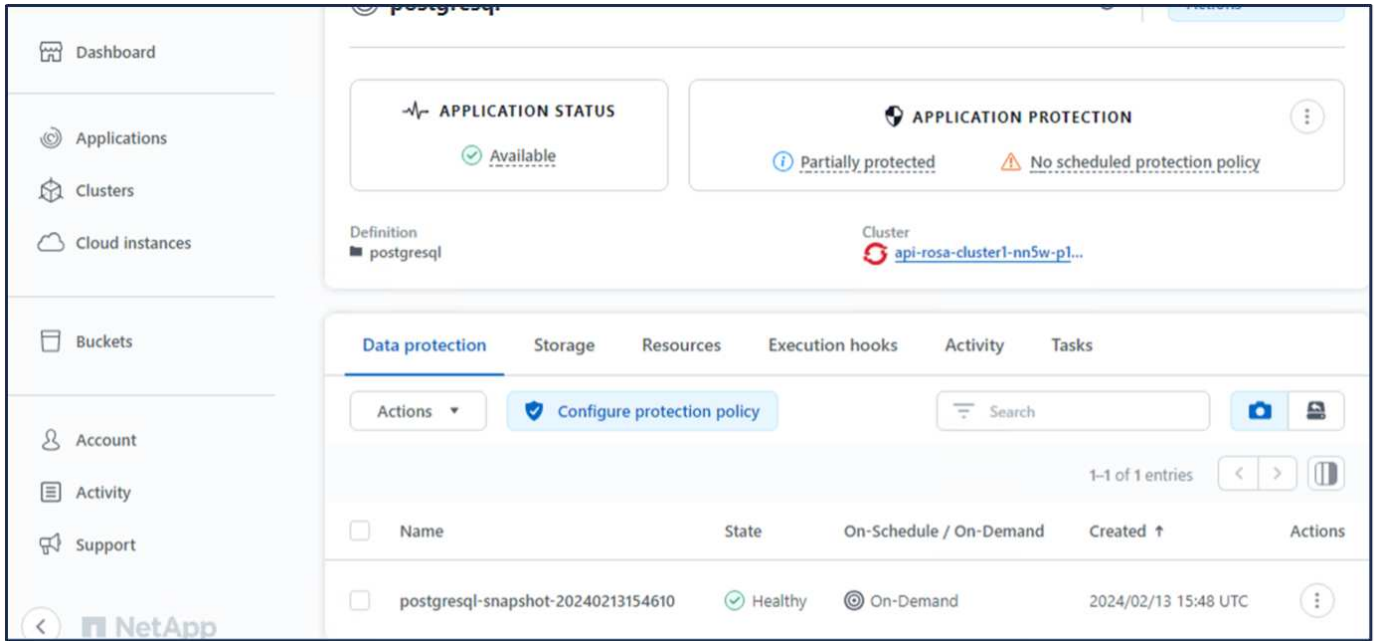 postgresql
Actions
Dashboard
Applications
Clusters
Cloud instances
Buckets
Account
Activity
Support
NetApp
APPLICATION STATUS
Available
APPLICATION PROTECTION
Partially protected
No scheduled protection policy
Definition
postgresql
Cluster
api-rosa-cluster1-nn5w-p1...
Data protection Storage Resources Execution hooks Activity Tasks
Actions Configure protection policy Search
1–1 of 1 entries
Name State On-Schedule / On-Demand Created ↑ Actions
postgresql-snapshot-20240213154610 Healthy On-Demand 2024/02/13 15:48 UTC